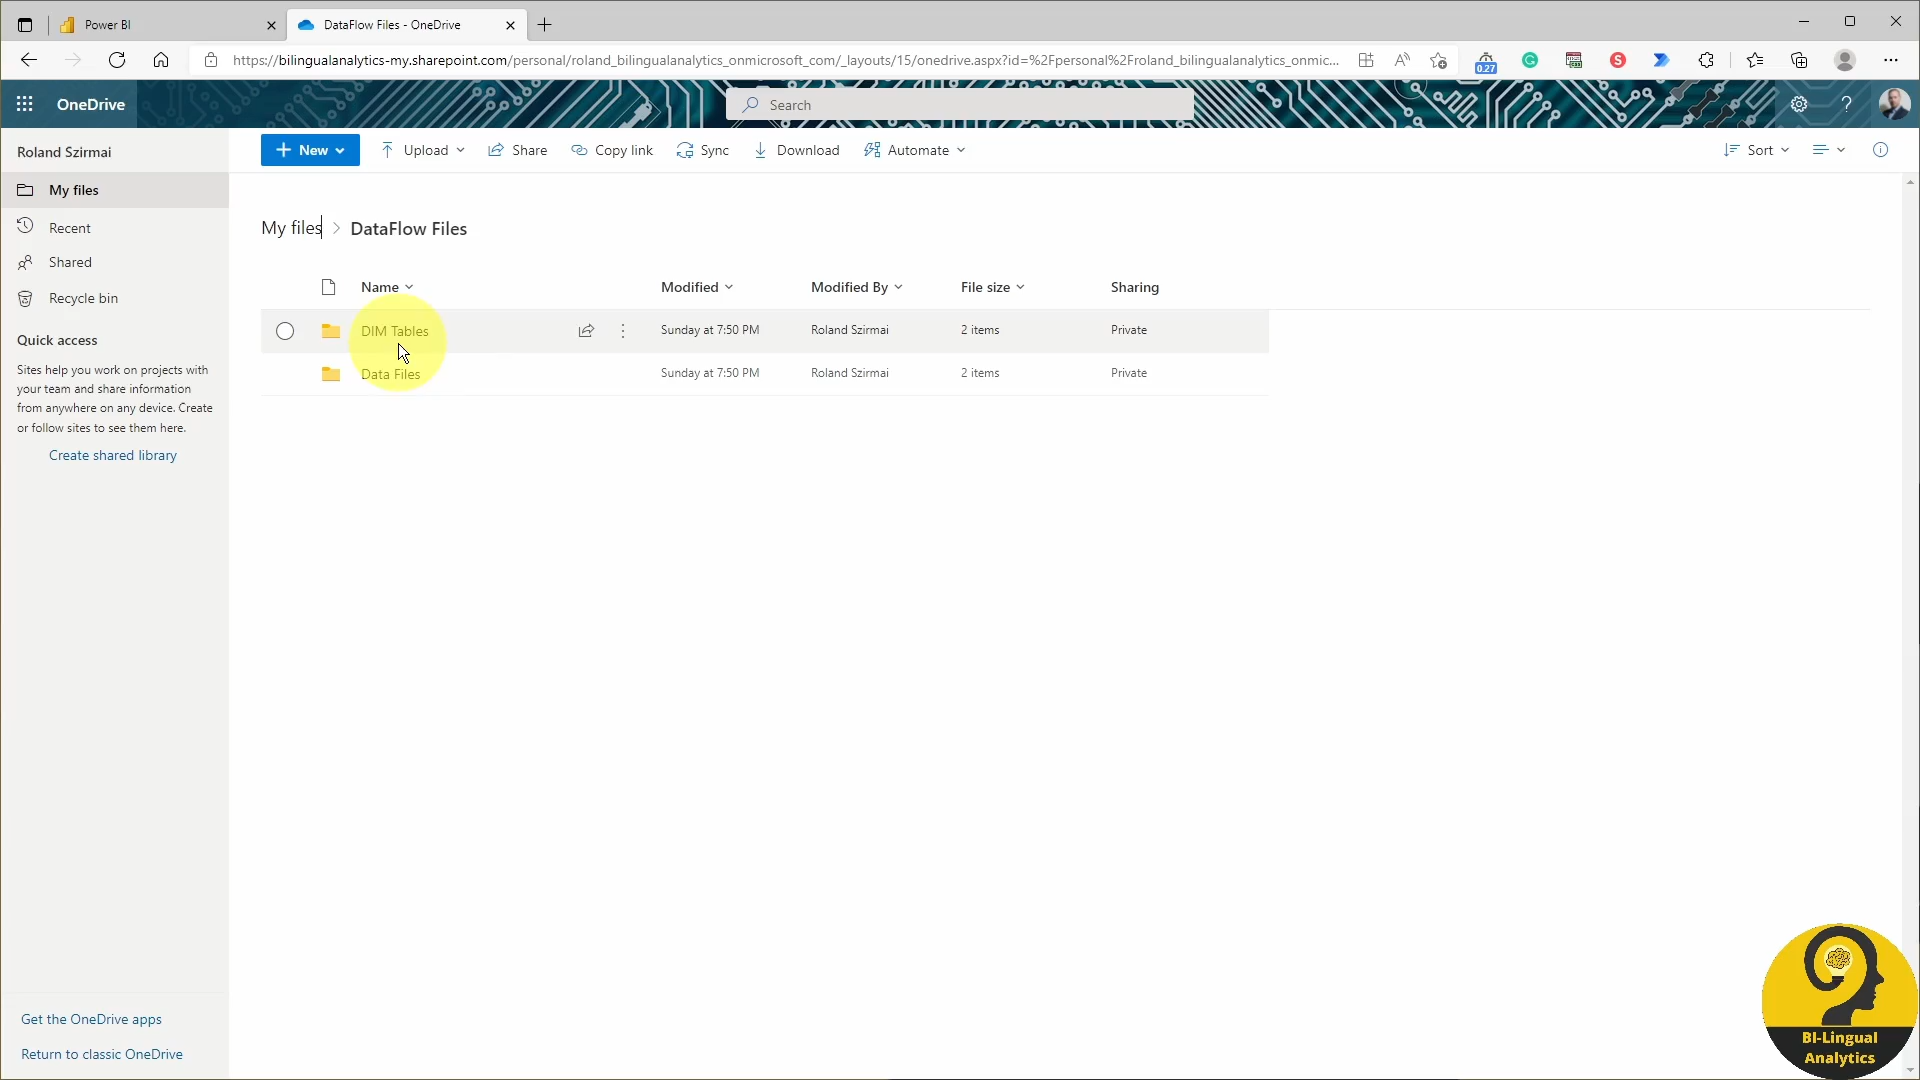 Power BI
DataFlow Files - OneDrive
https://bilingualanalytics-my.sharepoint.com/personal/roland_bilingualanalytics_onmicrosoft_com/_layouts/15/onedrive.aspx?id=%2Fpersonal%2Froland_bilingualanalytics_onmic...
0.27
OneDrive
Search
Roland Szirmai
New
Upload
Share
Copy link
Sync
Download
Automate
Sort
My files
Recent
Shared
Recycle bin
Quick access
Sites help you work on projects with
your team and share information
from anywhere on any device. Create
or follow sites to see them here.
Create shared library
Get the OneDrive apps
Return to classic OneDrive
My files > DataFlow Files
Name Modified Modified By File size Sharing
DIM Tables Sunday at 7:50 PM Roland Szirmai 2 items Private
Data Files Sunday at 7:50 PM Roland Szirmai 2 items Private
BI-Lingual
Analytics